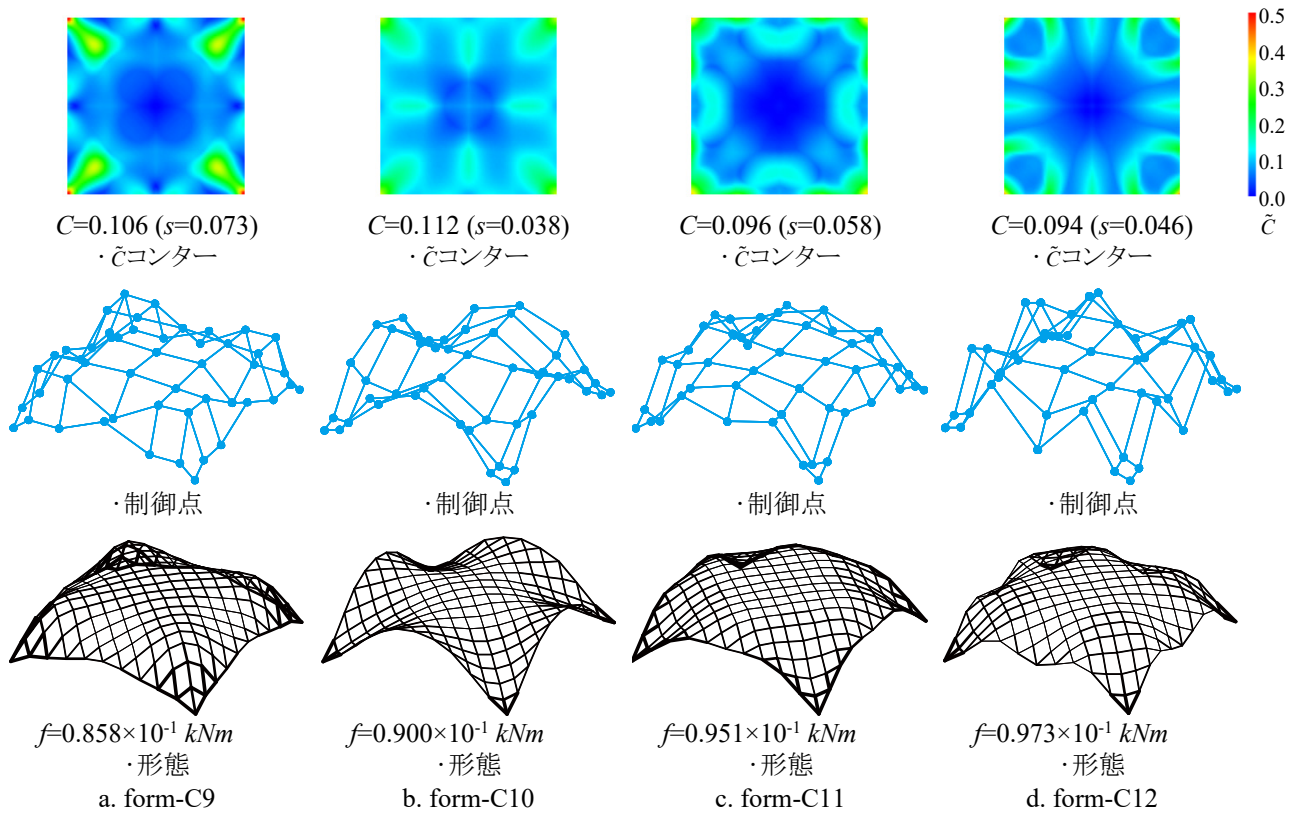 0.5
0.4
0.3
0.2
0.1
0.0
C̃
C=0.106 (s=0.073)
· C̃コンター
C=0.112 (s=0.038)
· C̃コンター
C=0.096 (s=0.058)
· C̃コンター
C=0.094 (s=0.046)
· C̃コンター
· 制御点
· 制御点
· 制御点
· 制御点
f=0.858×10⁻¹ kNm
· 形態
a. form-C9
f=0.900×10⁻¹ kNm
· 形態
b. form-C10
f=0.951×10⁻¹ kNm
· 形態
c. form-C11
f=0.973×10⁻¹ kNm
· 形態
d. form-C12